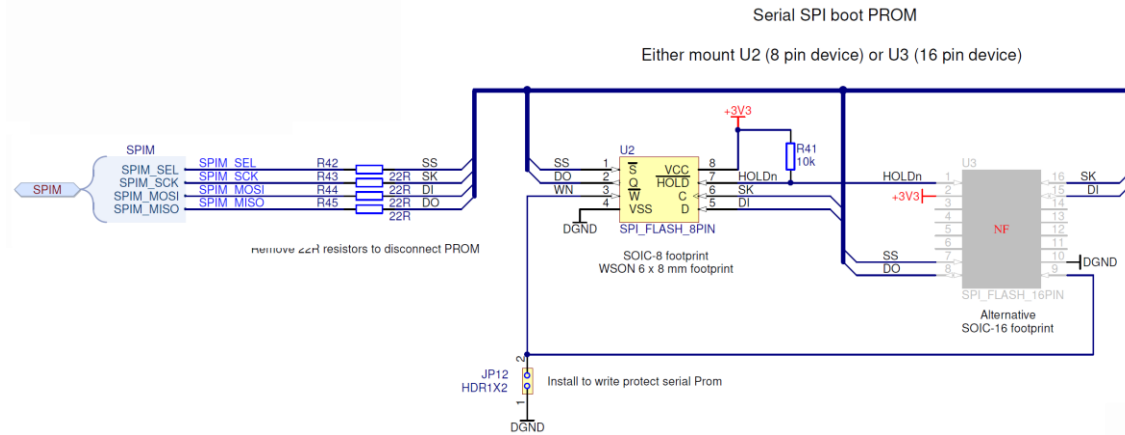 Serial SPI boot PROM
Either mount U2 (8 pin device) or U3 (16 pin device)
SPIM
SPIM
SPIM_SEL
SPIM_SCK
SPIM_MOSI
SPIM_MISO
SPIM_SEL R42 SS
SPIM_SCK R43 22R SK
SPIM_MOSI R44 22R DI
SPIM_MISO R45 22R DO
22R
resistors to disconnect PROM
+3V3
R41
10k
U2
SS 1 S VCC 8
DO 2 Q HOLD 7 HOLDn
WN 3 W C 6 SK
4 VSS D 5 DI
DGND
SPI_FLASH_8PIN
SOIC-8 footprint
WSON 6 x 8 mm footprint
U3
HOLDn 1 16 SK
+3V3 2 15 DI
3 14
4 13
5 12
6 11
SS 7 10 DGND
DO 8 9
NF
SPI_FLASH_16PIN
Alternative
SOIC-16 footprint
2
JP12
HDR1X2
Install to write protect serial Prom
1
DGND